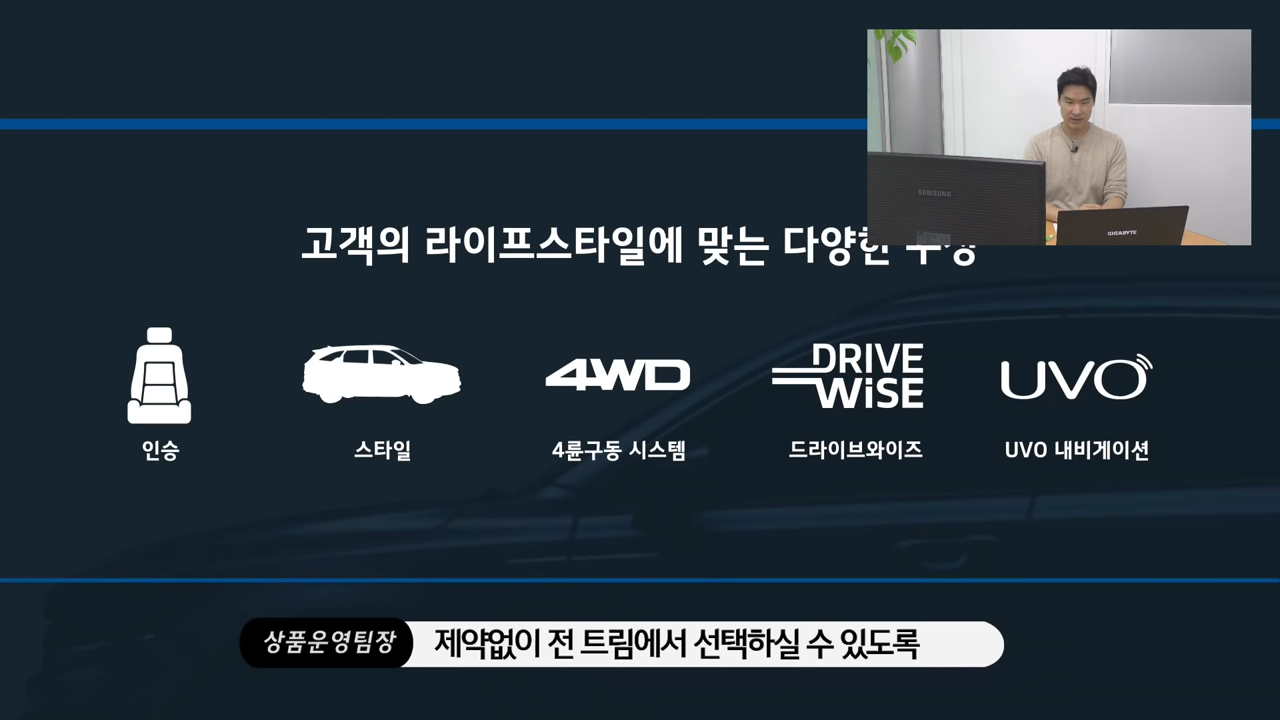 SAMSUNG
GIGABYTE
고객의 라이프스타일에 맞는 다양한
4WD
DRIVE
WiSE
UVO
인승
스타일
4륜구동 시스템
드라이브와이즈
UVO 내비게이션
상품운영팀장
제약없이 전 트림에서 선택하실 수 있도록